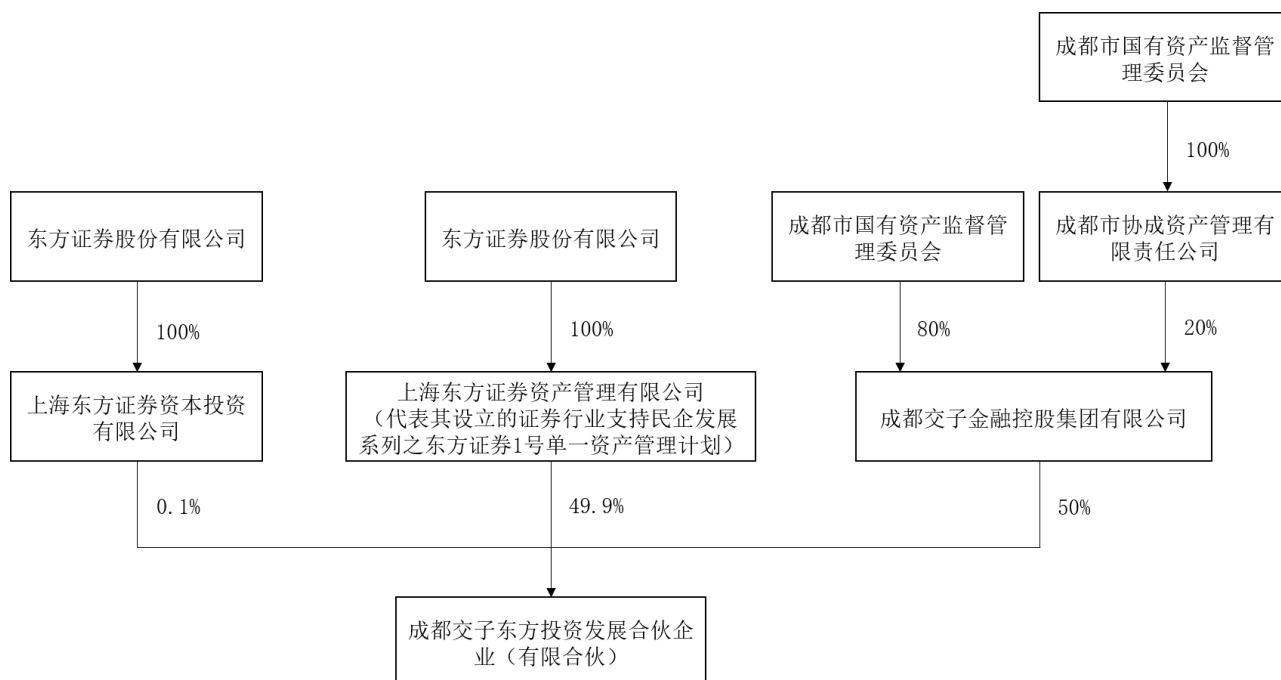 成都市国有资产监督管
理委员会
100%
东方证券股份有限公司
东方证券股份有限公司
成都市国有资产监督管
理委员会
成都市协成资产管理有
限责任公司
100%
100%
80%
20%
上海东方证券资本投资
有限公司
上海东方证券资产管理有限公司
（代表其设立的证券行业支持民企发展
系列之东方证券1号单一资产管理计划）
成都交子金融控股集团有限公司
0.1%
49.9%
50%
成都交子东方投资发展合伙企
业（有限合伙）